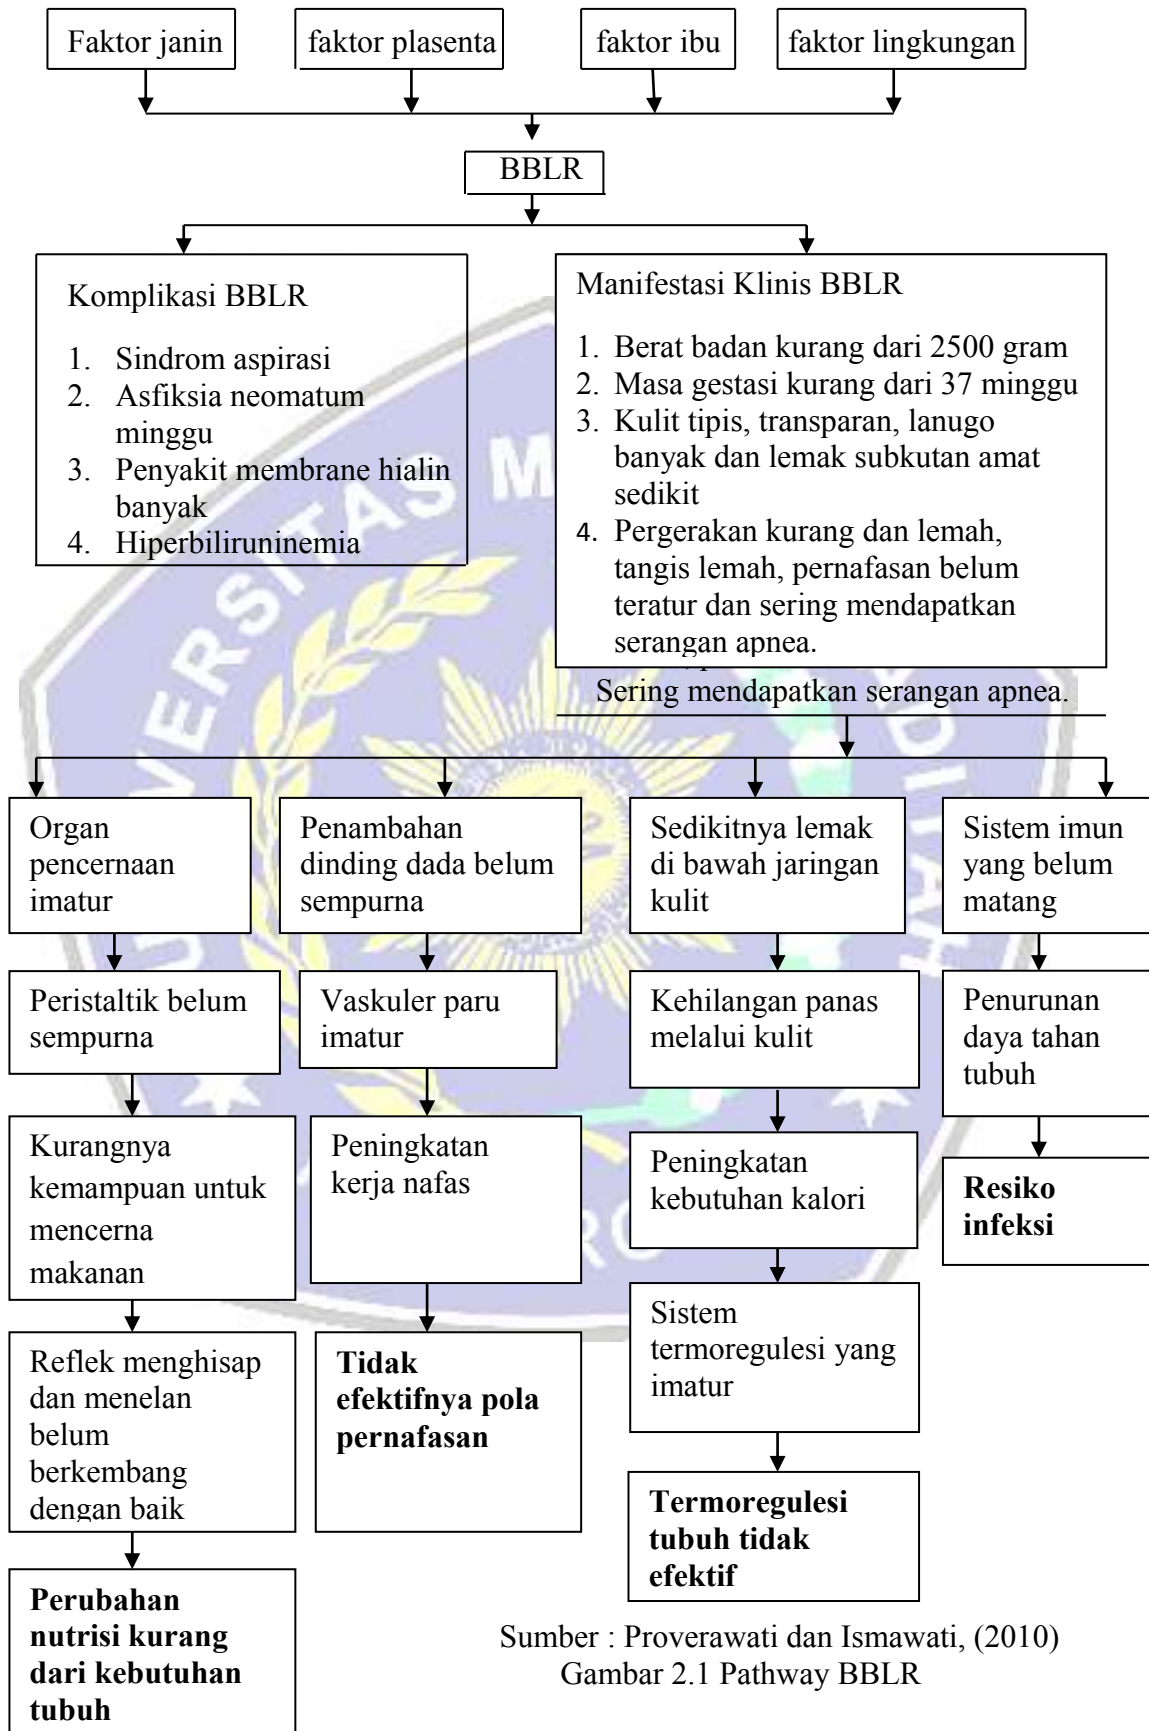 Faktor janin
faktor plasenta
faktor ibu
faktor lingkungan
BBLR
Komplikasi BBLR
1. Sindrom aspirasi
2. Asfiksia neomatum
minggu
3. Penyakit membrane hialin
banyak
4. Hiperbiliruninemia
Manifestasi Klinis BBLR
1. Berat badan kurang dari 2500 gram
2. Masa gestasi kurang dari 37 minggu
3. Kulit tipis, transparan, lanugo
banyak dan lemak subkutan amat
sedikit
4. Pergerakan kurang dan lemah,
tangis lemah, pernafasan belum
teratur dan sering mendapatkan
serangan apnea.
Sering mendapatkan serangan apnea.
Organ
pencernaan
imatur
Penambahan
dinding dada belum
sempurna
Sedikitnya lemak
di bawah jaringan
kulit
Sistem imun
yang belum
matang
Peristaltik belum
sempurna
Vaskuler paru
imatur
Kehilangan panas
melalui kulit
Penurunan
daya tahan
tubuh
Kurangnya
kemampuan untuk
mencerna
makanan
Peningkatan
kerja nafas
Peningkatan
kebutuhan kalori
Resiko
infeksi
Reflek menghisap
dan menelan
belum
berkembang
dengan baik
Tidak
efektifnya pola
pernafasan
Sistem
termoregulesi yang
imatur
Termoregulesi
tubuh tidak
efektif
Perubahan
nutrisi kurang
dari kebutuhan
tubuh
Sumber : Proverawati dan Ismawati, (2010)
Gambar 2.1 Pathway BBLR